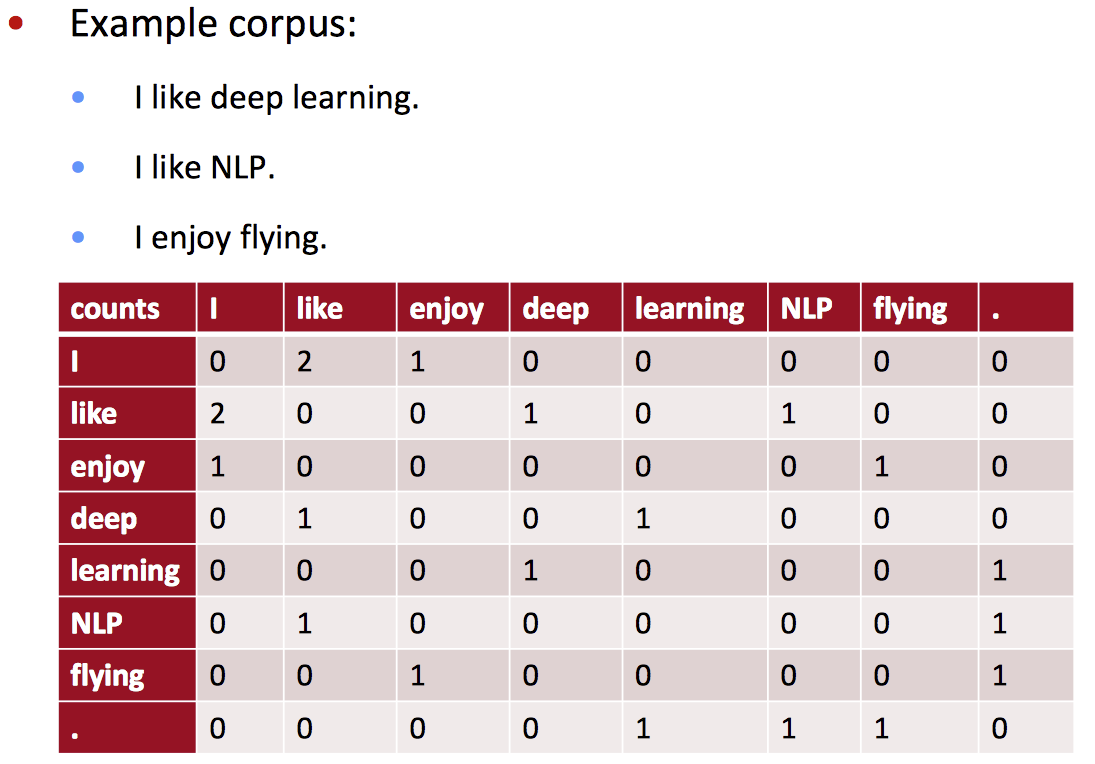 Example corpus:
I like deep learning.
I like NLP.
I enjoy flying.
counts I like enjoy deep learning NLP flying .
I 0 2 1 0 0 0 0 0
like 2 0 0 1 0 1 0 0
enjoy 1 0 0 0 0 0 1 0
deep 0 1 0 0 1 0 0 0
learning 0 0 0 1 0 0 0 1
NLP 0 1 0 0 0 0 0 1
flying 0 0 1 0 0 0 0 1
. 0 0 0 0 1 1 1 0